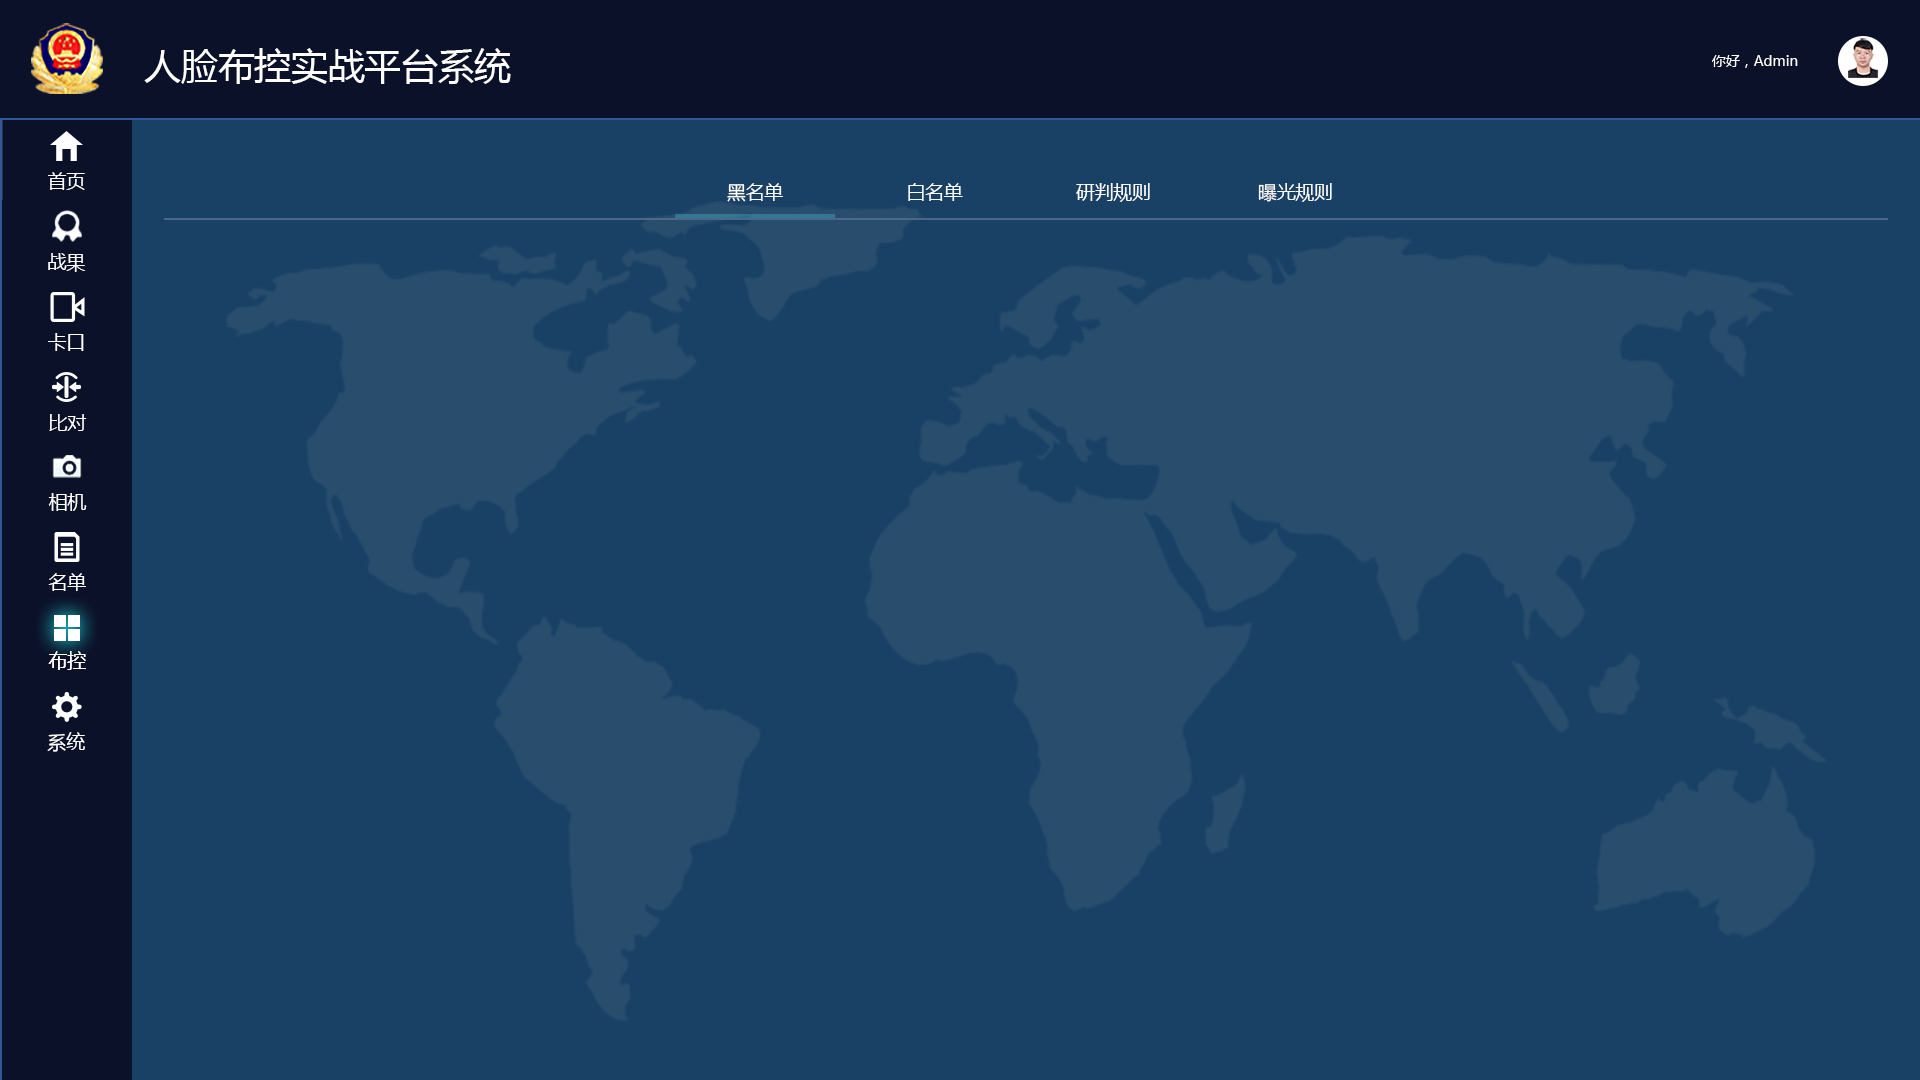 人脸布控实战平台系统
你好，Admin
首页
战果
卡口
比对
相机
名单
布控
系统
黑名单
白名单
研判规则
曝光规则